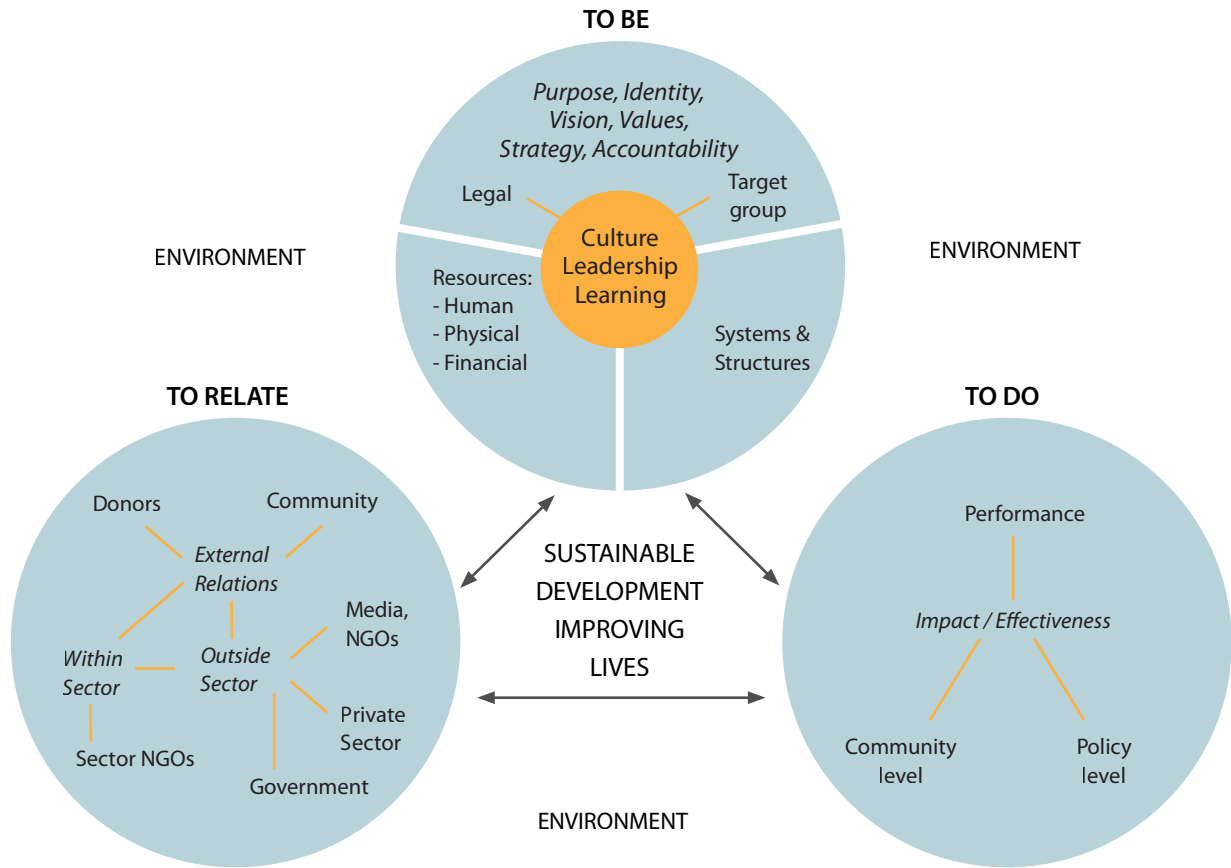 TO BE
Purpose, Identity,
Vision, Values,
Strategy, Accountability
Legal
Target
group
Culture
Leadership
Learning
Resources:
- Human
- Physical
- Financial
Systems &
Structures
ENVIRONMENT
ENVIRONMENT
TO RELATE
Donors
Community
External
Relations
Media,
NGOs
Within
Sector
Outside
Sector
Private
Sector
Sector NGOs
Government
SUSTAINABLE
DEVELOPMENT
IMPROVING
LIVES
TO DO
Performance
Impact / Effectiveness
Community
level
Policy
level
ENVIRONMENT